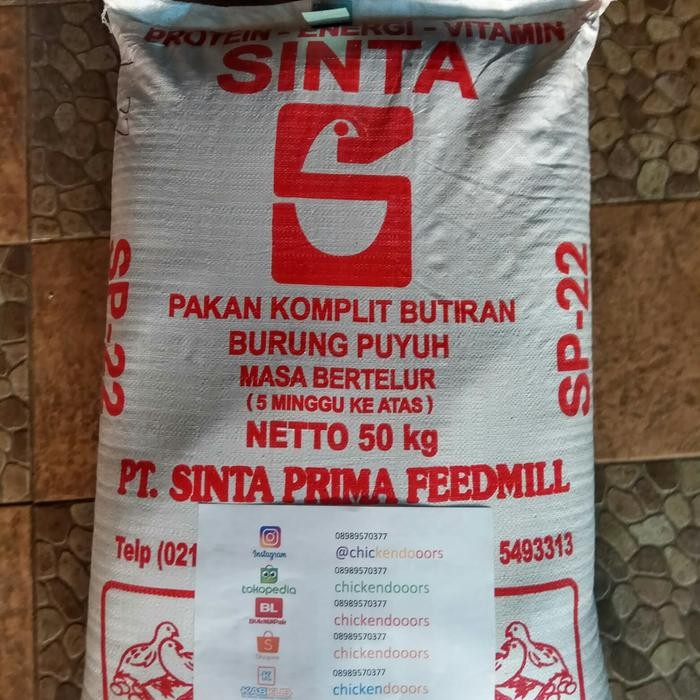 PROTEIN - ENERGI - VITAMIN
SINTA
SP-22
SP-22
PAKAN KOMPLIT BUTIRAN
BURUNG PUYUH
MASA BERTELUR
( 5 MINGGU KE ATAS )
NETTO 50 kg
PT. SINTA PRIMA FEEDMILL
Telp (021
5493313
Instagram
08989570377
@chickendooors
tokopedia
08989570377
chickendooors
BL
08989570377
chickendooors
Shopee
08989570377
chickendooors
08989570377
chickendooors